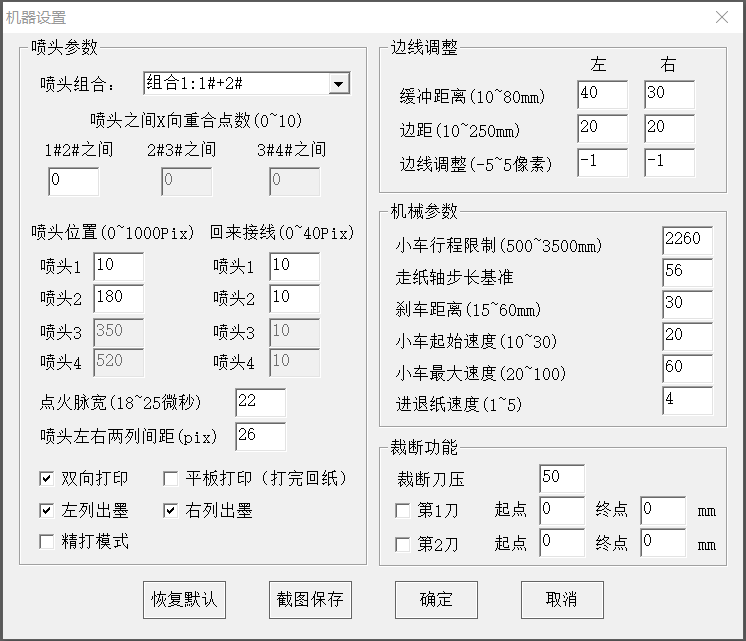 机器设置
喷头参数
喷头组合： 组合1:1#+2#
喷头之间X向重合点数(0~10)
1#2#之间 2#3#之间 3#4#之间
0 0 0
喷头位置(0~1000Pix) 回来接线(0~40Pix)
喷头1 10 喷头1 10
喷头2 180 喷头2 10
喷头3 350 喷头3 10
喷头4 520 喷头4 10
点火脉宽(18~25微秒) 22
喷头左右两列间距(pix) 26
双向打印 平板打印（打完回纸）
左列出墨 右列出墨
精打模式
边线调整
左 右
缓冲距离(10~80mm) 40 30
边距(10~250mm) 20 20
边线调整(-5~5像素) -1 -1
机械参数
小车行程限制(500~3500mm) 2260
走纸轴步长基准 56
刹车距离(15~60mm) 30
小车起始速度(10~30) 20
小车最大速度(20~100) 60
进退纸速度(1~5) 4
裁断功能
裁断刀压 50
第1刀 起点 0 终点 0 mm
第2刀 起点 0 终点 0 mm
恢复默认 截图保存 确定 取消